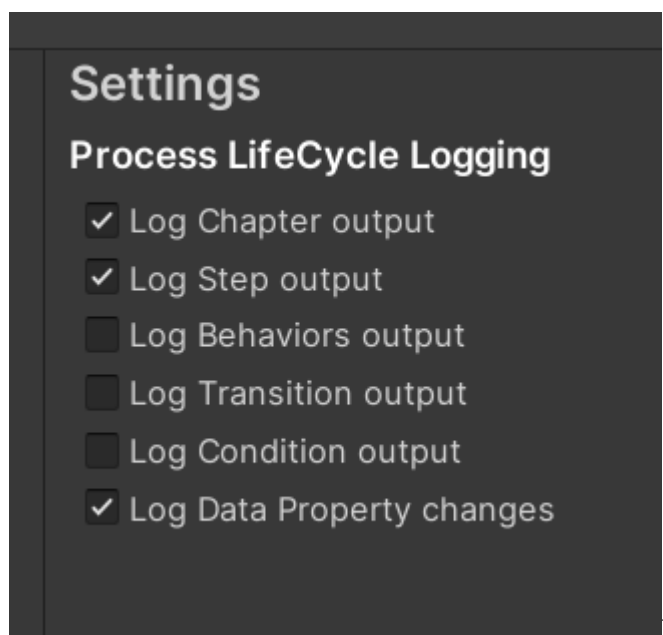 Settings
Process LifeCycle Logging
Log Chapter output
Log Step output
Log Behaviors output
Log Transition output
Log Condition output
Log Data Property changes